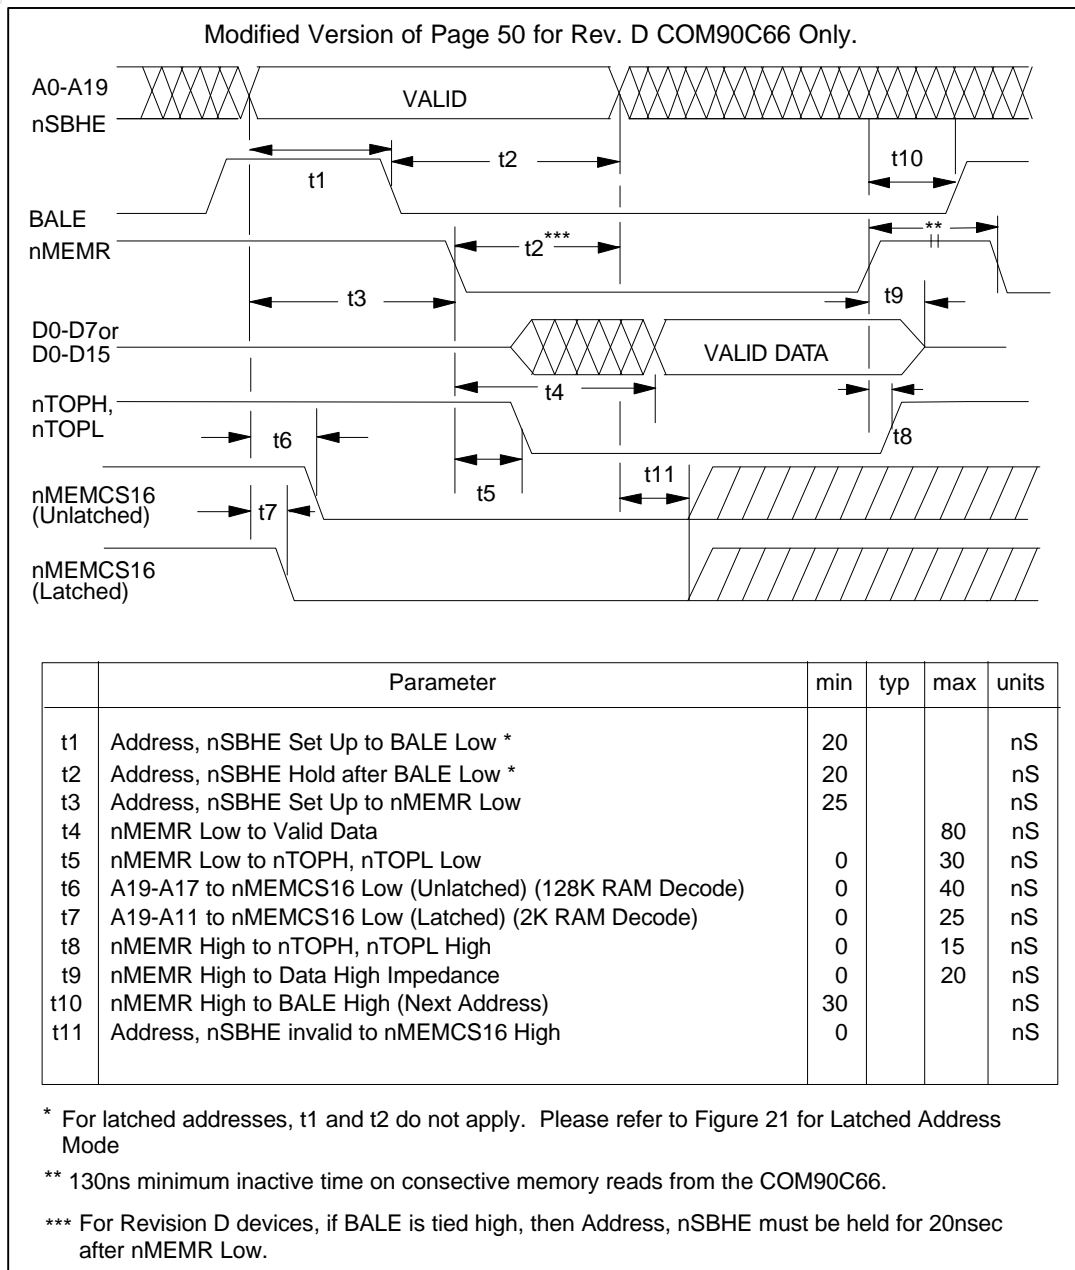 Modified Version of Page 50 for Rev. D COM90C66 Only.
A0-A19
nSBHE
VALID
t1
t2
t10
BALE
nMEMR
t2***
**
t3
t9
D0-D7or
D0-D15
VALID DATA
t4
nTOPH,
nTOPL
t6
t8
t5
t11
nMEMCS16
(Unlatched)
t7
nMEMCS16
(Latched)
Parameter min typ max units
t1 Address, nSBHE Set Up to BALE Low * 20 nS
t2 Address, nSBHE Hold after BALE Low * 20 nS
t3 Address, nSBHE Set Up to nMEMR Low 25 nS
t4 nMEMR Low to Valid Data 80 nS
t5 nMEMR Low to nTOPH, nTOPL Low 0 30 nS
t6 A19-A17 to nMEMCS16 Low (Unlatched) (128K RAM Decode) 0 40 nS
t7 A19-A11 to nMEMCS16 Low (Latched) (2K RAM Decode) 0 25 nS
t8 nMEMR High to nTOPH, nTOPL High 0 15 nS
t9 nMEMR High to Data High Impedance 0 20 nS
t10 nMEMR High to BALE High (Next Address) 30 nS
t11 Address, nSBHE invalid to nMEMCS16 High 0 nS
* For latched addresses, t1 and t2 do not apply. Please refer to Figure 21 for Latched Address
Mode
** 130ns minimum inactive time on consective memory reads from the COM90C66.
*** For Revision D devices, if BALE is tied high, then Address, nSBHE must be held for 20nsec
after nMEMR Low.